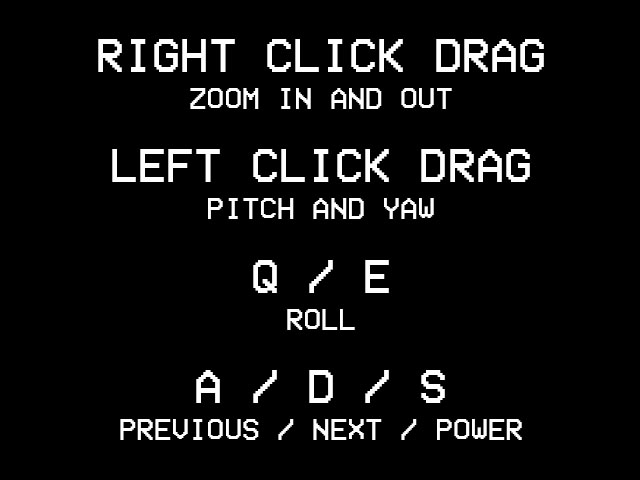 RIGHT CLICK DRAG
ZOOM IN AND OUT
LEFT CLICK DRAG
PITCH AND YAW
Q / E
ROLL
A / D / S
PREVIOUS / NEXT / POWER